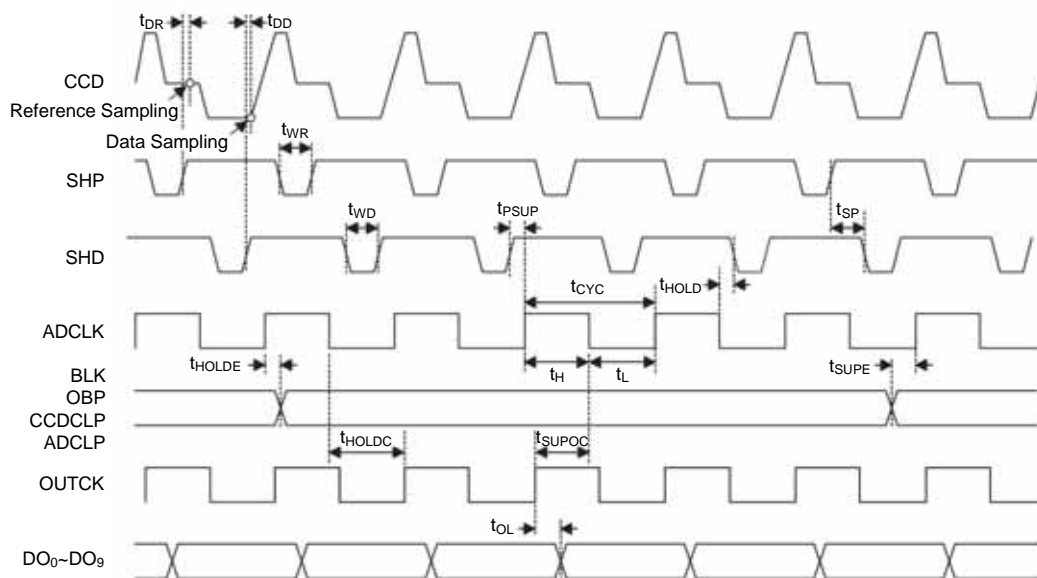 tDR
tDD
CCD
Reference Sampling
Data Sampling
tWR
SHP
tWD
tPSUP
tSP
SHD
tCYC
tHOLD
ADCLK
tHOLDE
tH
tL
tSUPE
BLK
OBP
CCDCLP
ADCLP
tHOLDC
tSUPOC
OUTCK
tOL
DO0~DO9